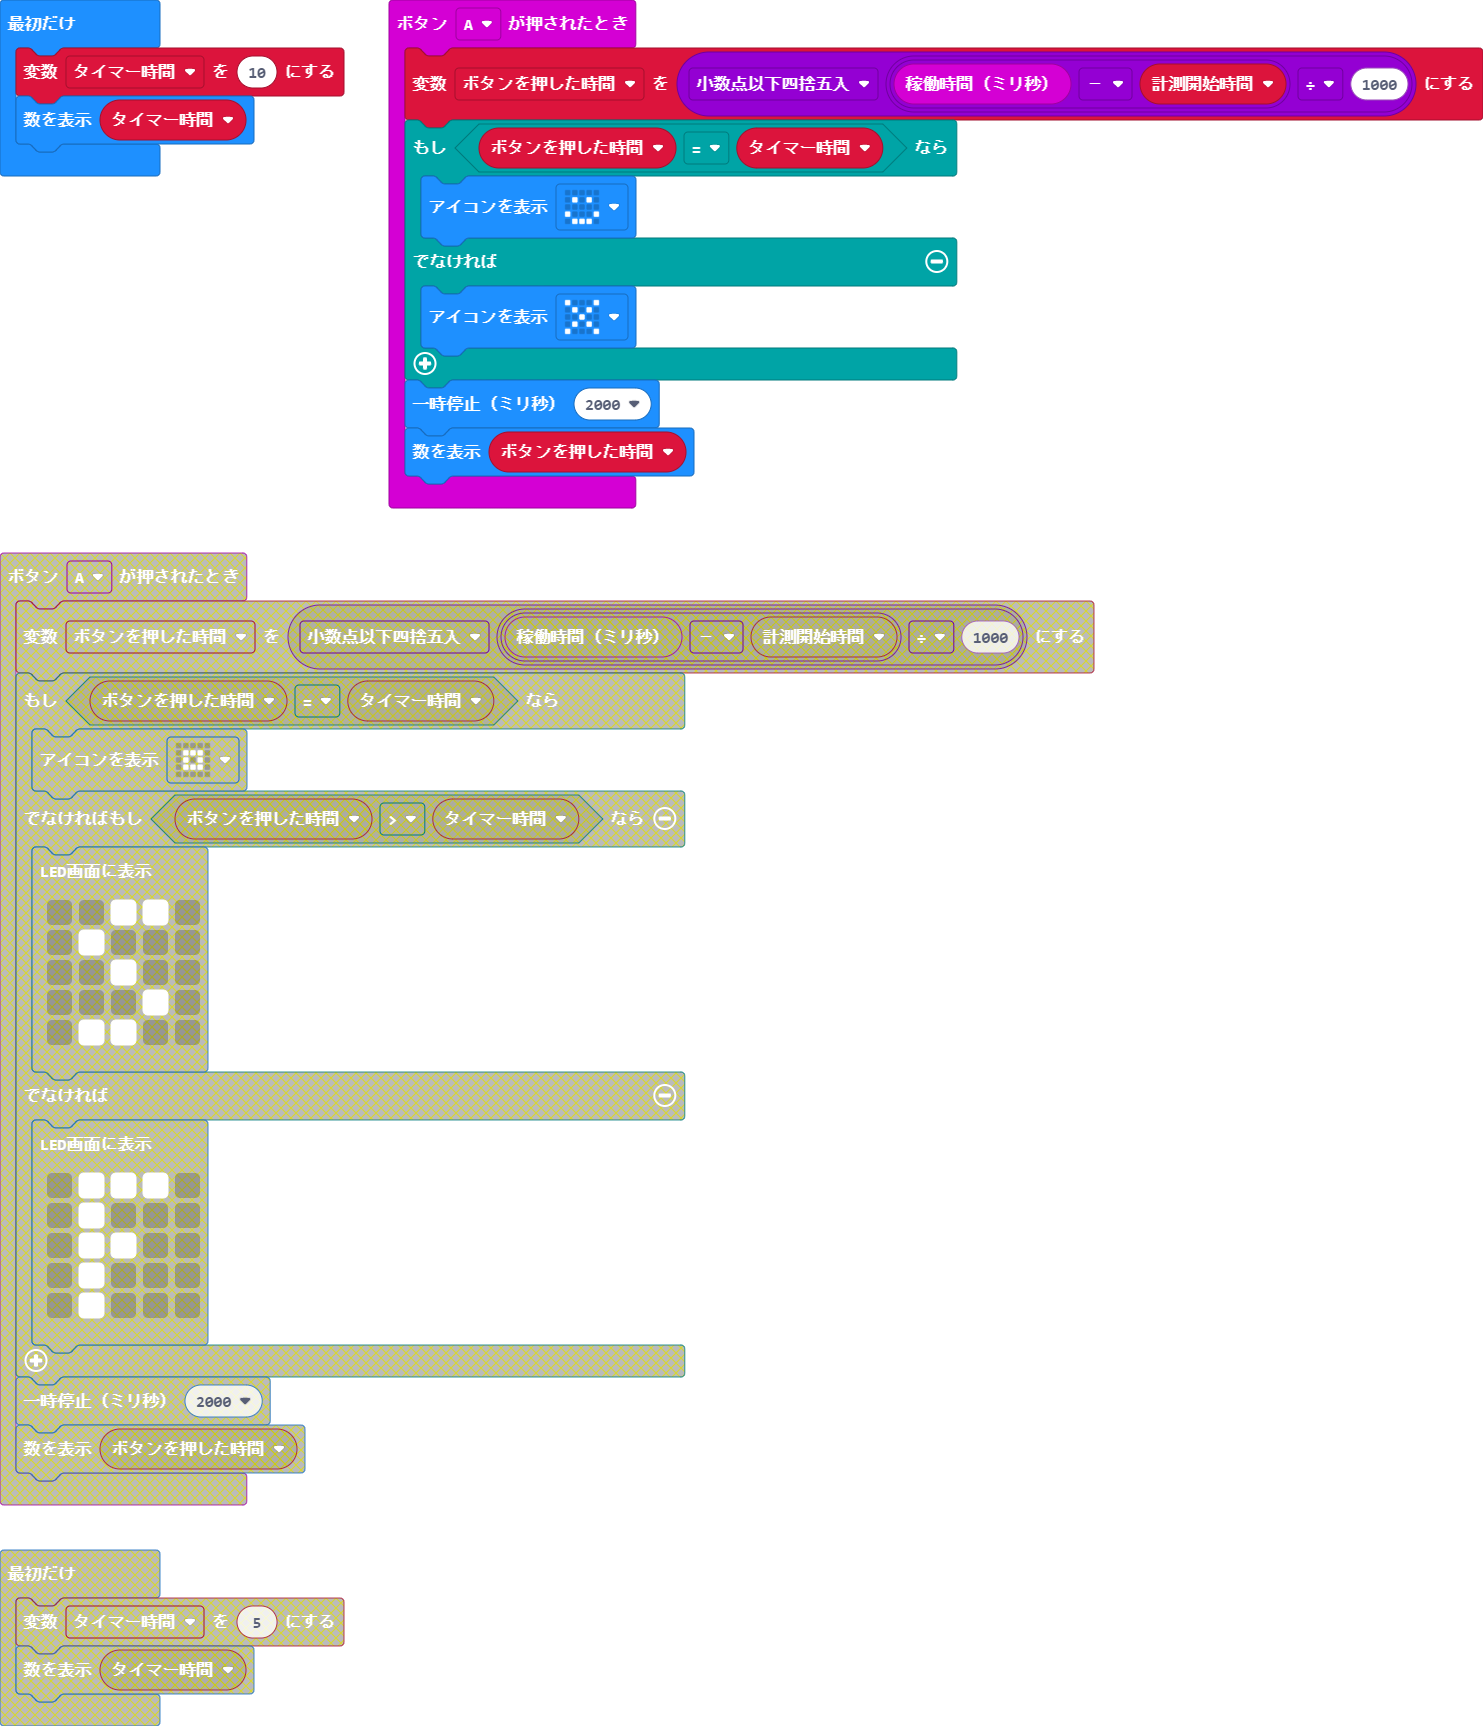 最初だけ
変数 タイマー時間 を 10 にする
数を表示 タイマー時間
ボタン A が押されたとき
変数 ボタンを押した時間 を 小数点以下四捨五入 稼働時間（ミリ秒） － 計測開始時間 ÷ 1000 にする
もし ボタンを押した時間 = タイマー時間 なら
アイコンを表示
でなければ
アイコンを表示
一時停止（ミリ秒） 2000
数を表示 ボタンを押した時間
ボタン A が押されたとき
変数 ボタンを押した時間 を 小数点以下四捨五入 稼働時間（ミリ秒） － 計測開始時間 ÷ 1000 にする
もし ボタンを押した時間 = タイマー時間 なら
アイコンを表示
でなければもし ボタンを押した時間 > タイマー時間 なら
LED画面に表示
でなければ
LED画面に表示
一時停止（ミリ秒） 2000
数を表示 ボタンを押した時間
最初だけ
変数 タイマー時間 を 5 にする
数を表示 タイマー時間